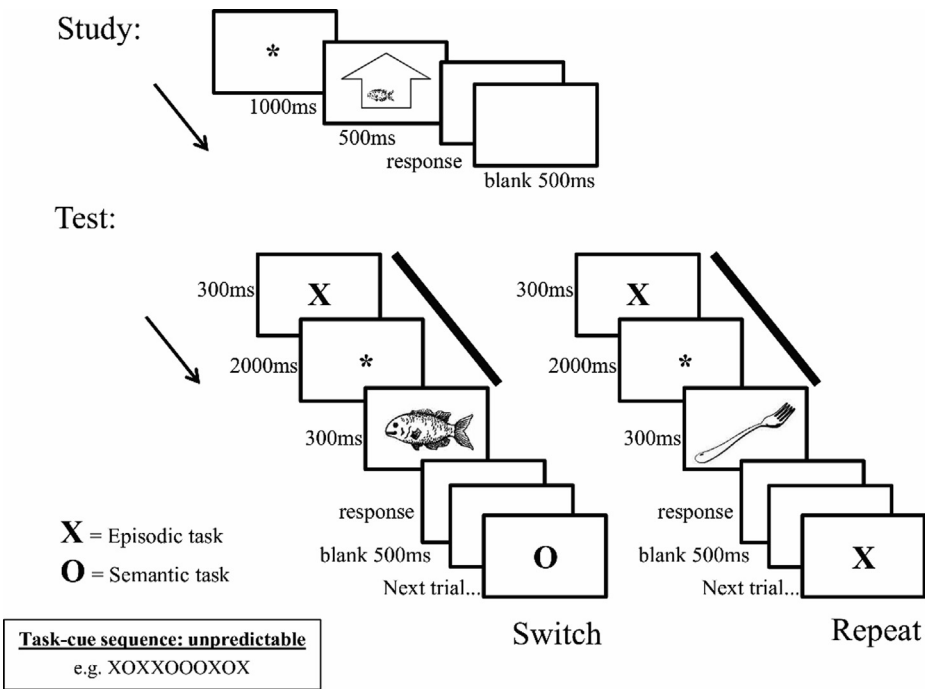 Study:
*
1000ms
500ms
response
blank 500ms
Test:
300ms
X
2000ms
*
300ms
response
blank 500ms
Next trial...
O
Switch
300ms
X
2000ms
*
300ms
response
blank 500ms
Next trial...
X
Repeat
X = Episodic task
O = Semantic task
Task-cue sequence: unpredictable
e.g. XOXXOOOXOX